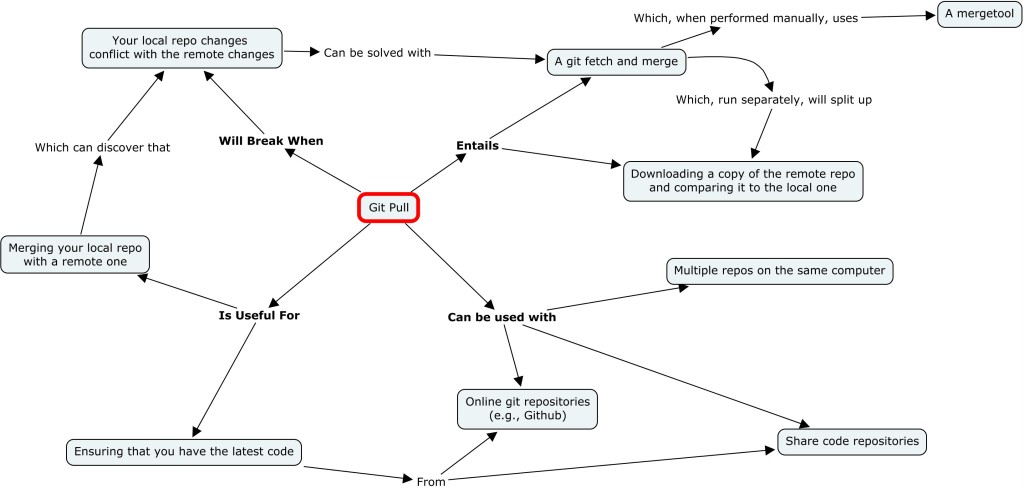 Which, when performed manually, uses
A mergetool
Your local repo changes
conflict with the remote changes
Can be solved with
A git fetch and merge
Which, run separately, will split up
Which can discover that
Will Break When
Entails
Downloading a copy of the remote repo
and comparing it to the local one
Git Pull
Merging your local repo
with a remote one
Multiple repos on the same computer
Is Useful For
Can be used with
Online git repositories
(e.g., Github)
Share code repositories
Ensuring that you have the latest code
From